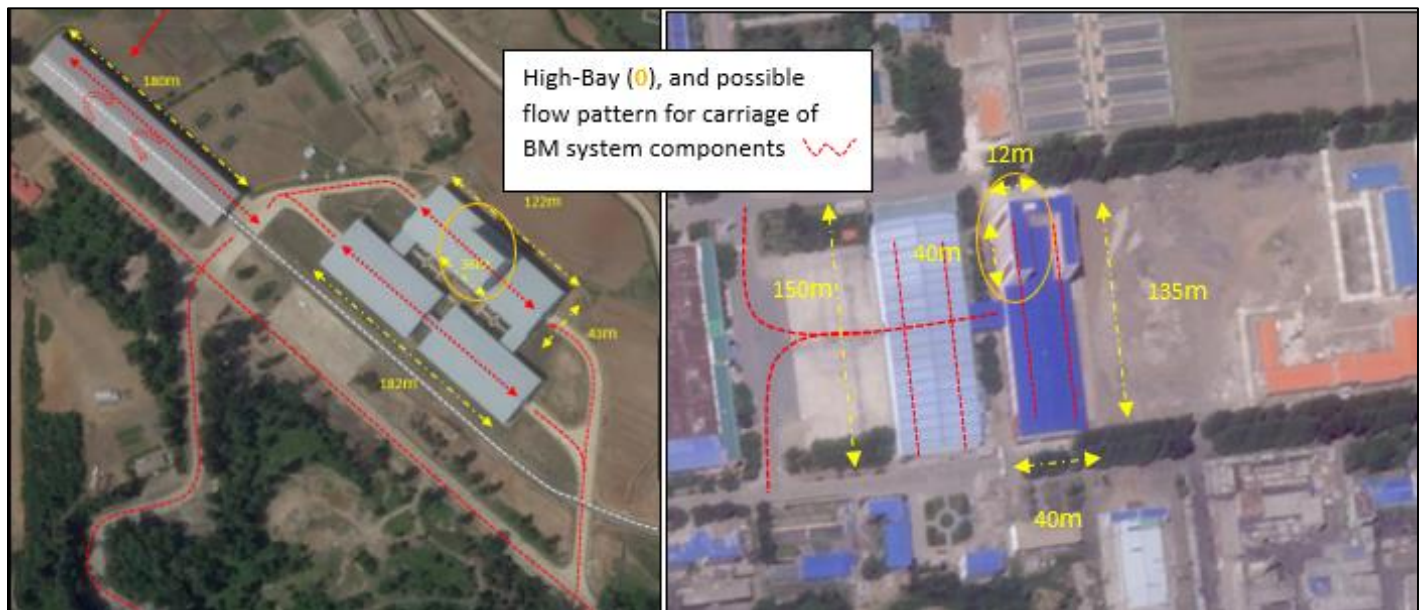 High-Bay (0), and possible
flow pattern for carriage of
BM system components
180m
122m
43m
182m
12m
40m
150m
135m
40m